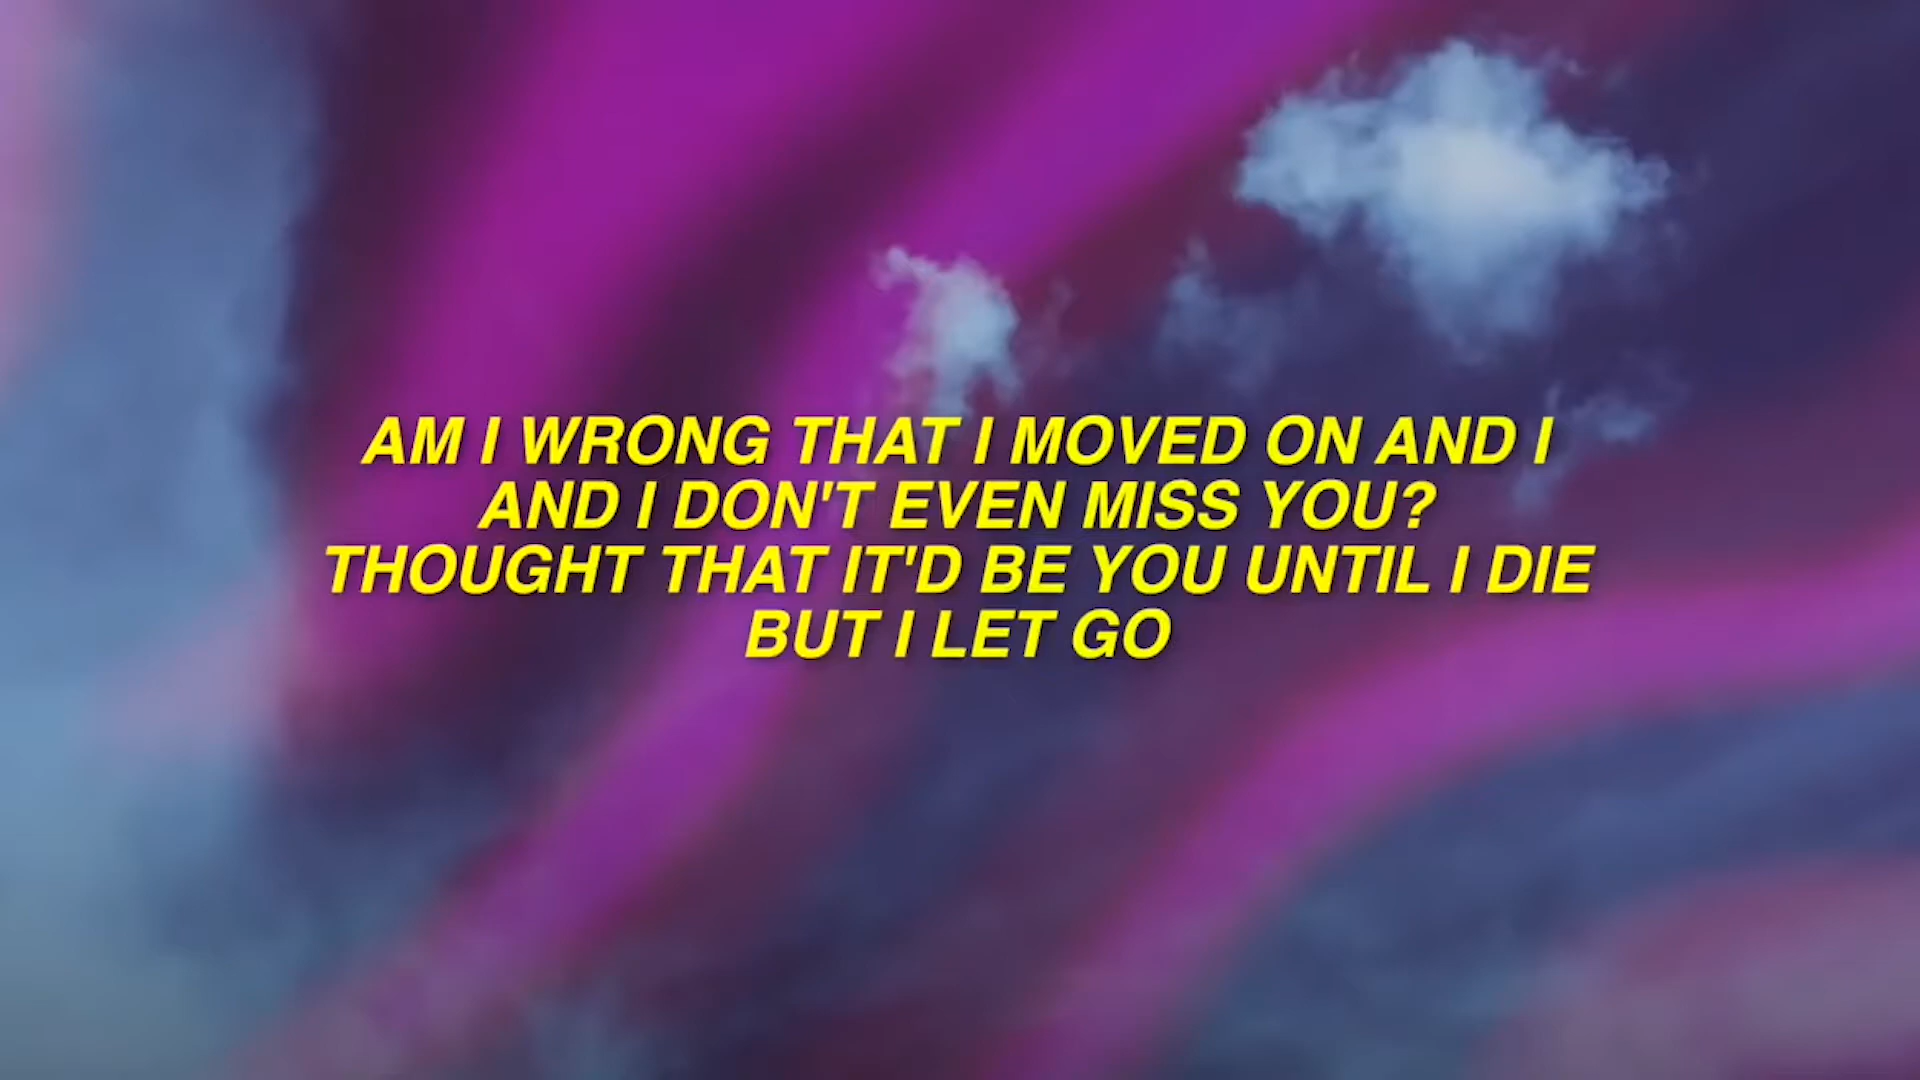 AM I WRONG THAT I MOVED ON AND I
AND I DON'T EVEN MISS YOU?
THOUGHT THAT IT'D BE YOU UNTIL I DIE
BUT I LET GO